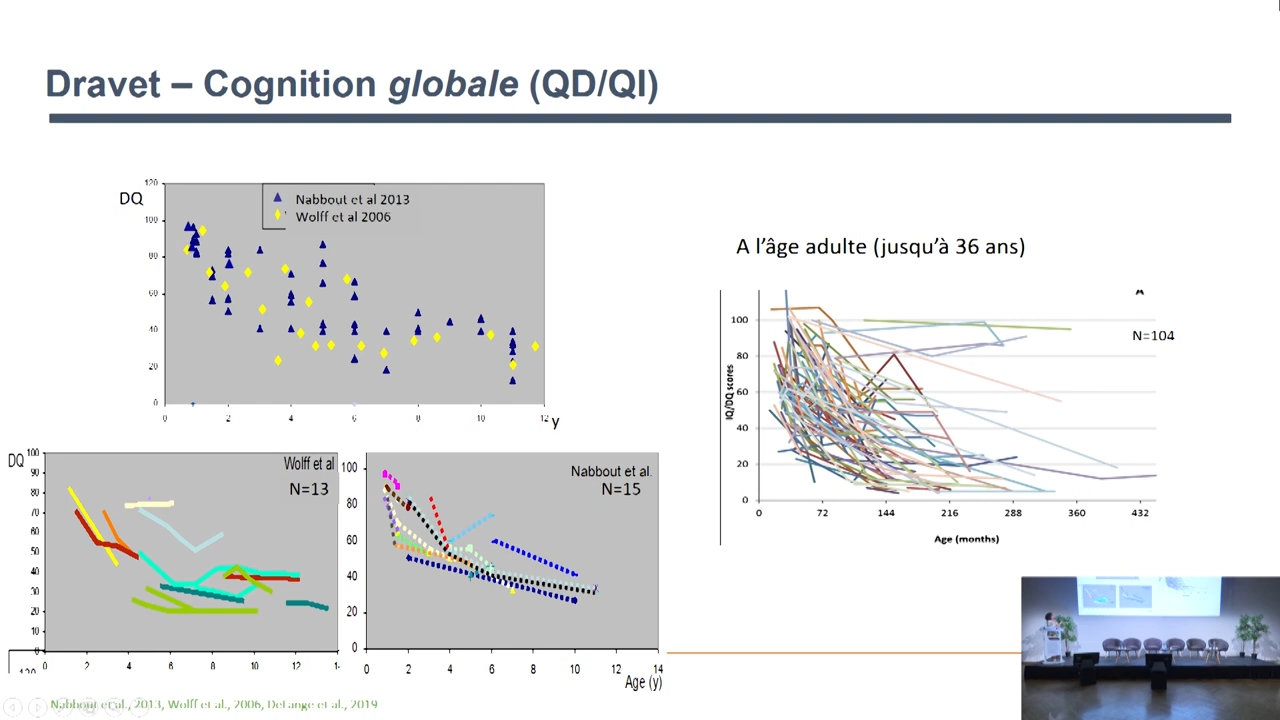 Dravet – Cognition globale (QD/QI)
DQ
120
100
80
60
40
20
0
Nabbout et al 2013
Wolff et al 2006
0 2 4 6 8 10 12 y
DQ
100
90
80
70
60
50
40
30
20
10
0
Wolff et al
N=13
0 2 4 6 8 10 12 1-
100
80
60
40
20
0
Nabbout et al.
N=15
0 2 4 6 8 10 12 14
Age (y)
A l'âge adulte (jusqu'à 36 ans)
A
N=104
IQ/DQ scores
100
80
60
40
20
0
0 72 144 216 288 360 432
Age (months)
Nabbout et al., 2013, Wolff et al., 2006, DeLange et al., 2019